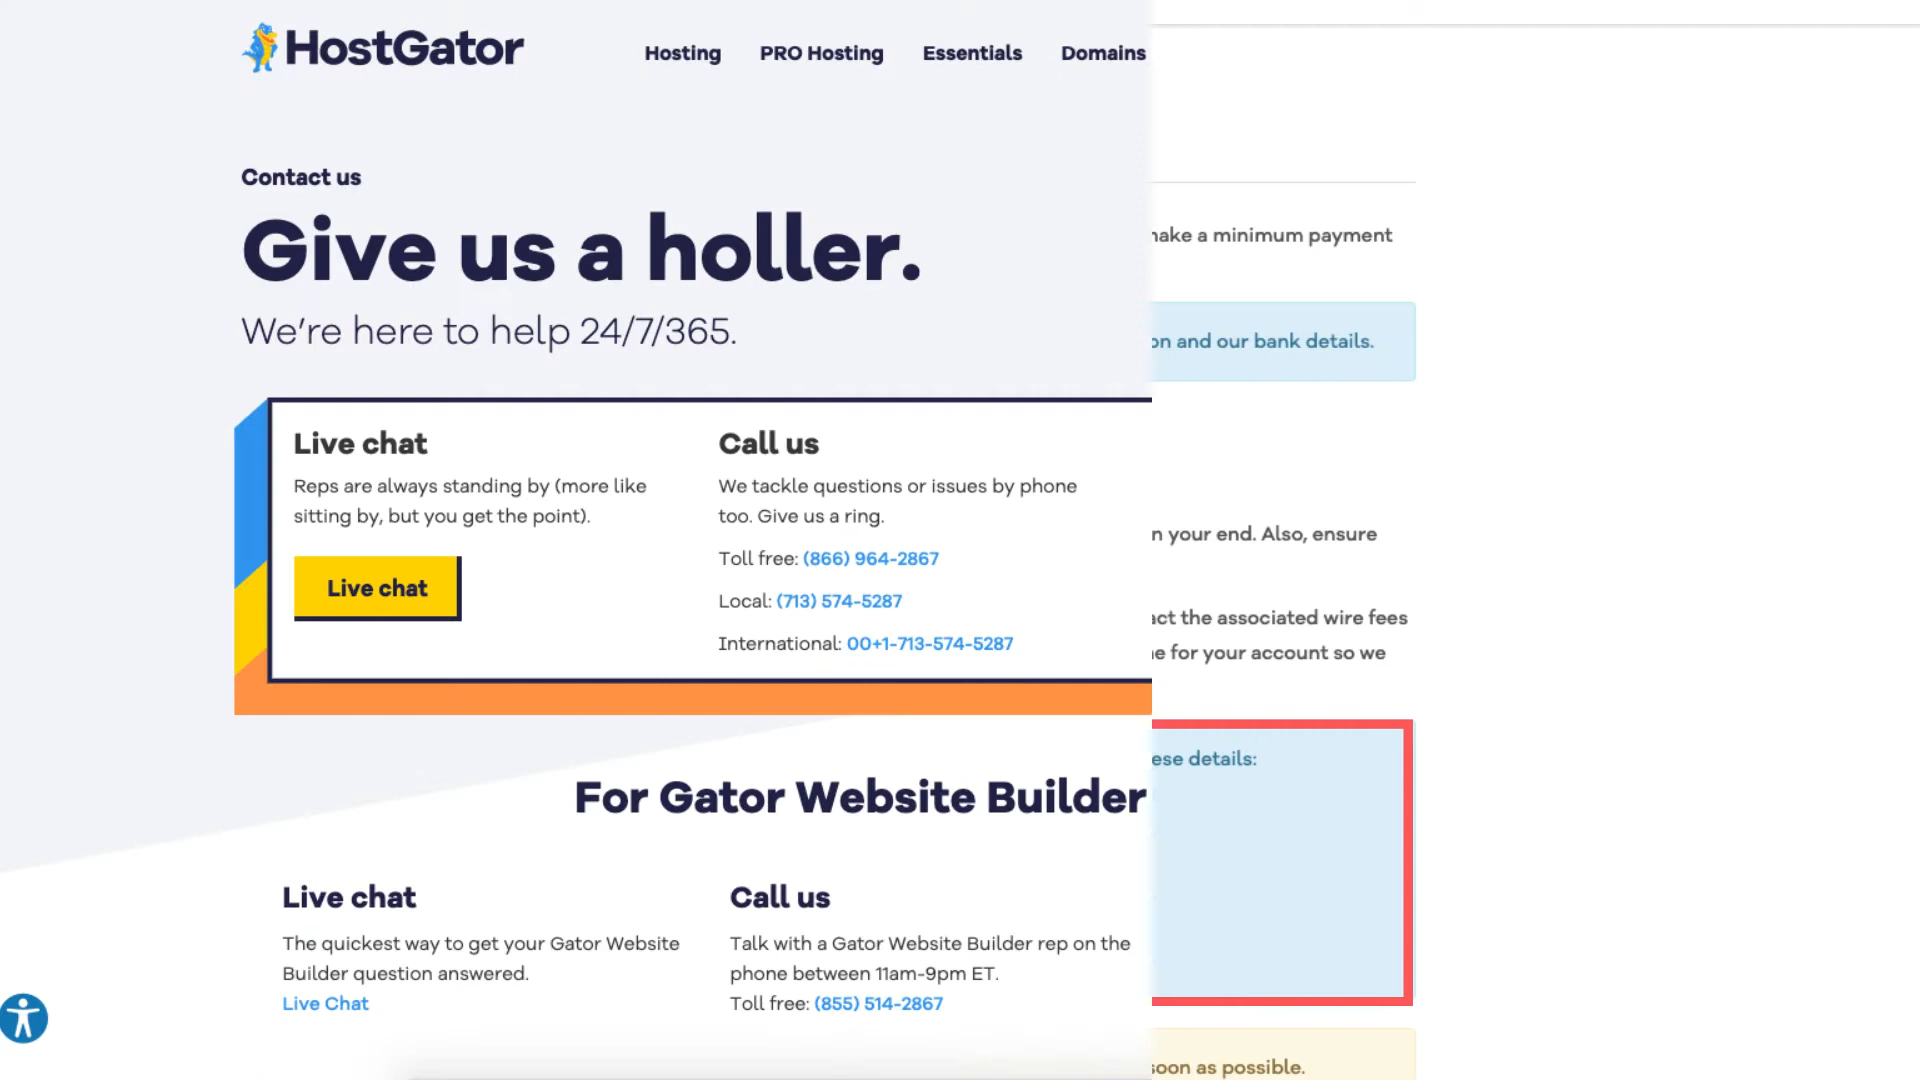 HostGator
Hosting PRO Hosting Essentials Domains
Contact us
Give us a holler.
We're here to help 24/7/365.
Live chat
Reps are always standing by (more like
sitting by, but you get the point).
Live chat
Call us
We tackle questions or issues by phone
too. Give us a ring.
Toll free: (866) 964-2867
Local: (713) 574-5287
International: 00+1-713-574-5287
For Gator Website Builder
Live chat
The quickest way to get your Gator Website
Builder question answered.
Live Chat
Call us
Talk with a Gator Website Builder rep on the
phone between 11am-9pm ET.
Toll free: (855) 514-2867
a minimum payment
and our bank details.
your end. Also, ensure
the associated wire fees
for your account so we
details:
soon as possible.